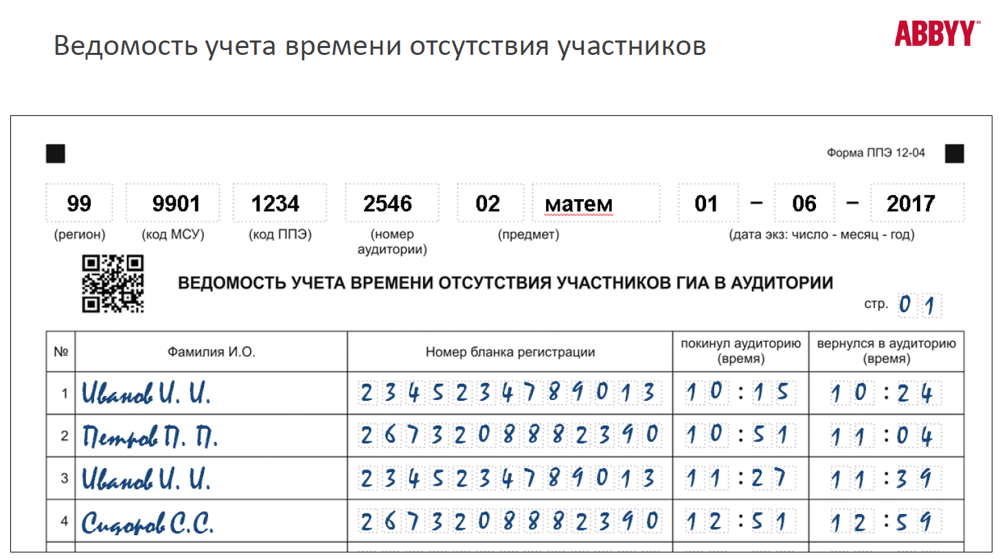 Ведомость учета времени отсутствия участников
ABBYY®
Форма ППЭ 12-04
99 9901 1234 2546 02 матем 01 – 06 – 2017
(регион) (код МСУ) (код ППЭ) (номер аудитории) (предмет) (дата экз: число - месяц - год)
ВЕДОМОСТЬ УЧЕТА ВРЕМЕНИ ОТСУТСТВИЯ УЧАСТНИКОВ ГИА В АУДИТОРИИ
стр. 01
№ Фамилия И.О. Номер бланка регистрации покинул аудиторию (время) вернулся в аудиторию (время)
1 Иванов И. И. 2345234789013 10:15 10:24
2 Петров П. П. 2673208882390 10:51 11:04
3 Иванов И. И. 2345234789013 11:27 11:39
4 Сидоров С.С. 2673208882390 12:51 12:59